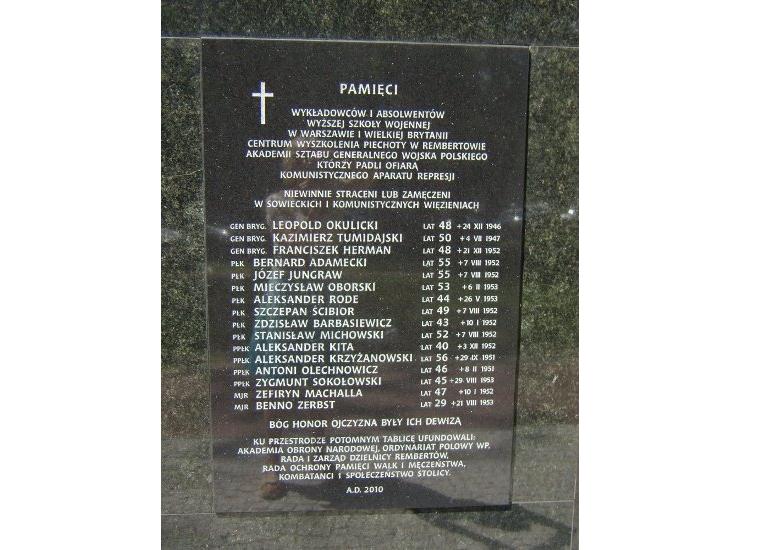 PAMIĘCI
WYKŁADOWCÓW I ABSOLWENTÓW
WYŻSZEJ SZKOŁY WOJENNEJ
W WARSZAWIE I WIELKIEJ BRYTANII
CENTRUM WYSZKOLENIA PIECHOTY W REMBERTOWIE
AKADEMII SZTABU GENERALNEGO WOJSKA POLSKIEGO
KTÓRZY PADLI OFIARĄ
KOMUNISTYCZNEGO APARATU REPRESJI
NIEWINNIE STRACENI LUB ZAMĘCZENI
W SOWIECKICH I KOMUNISTYCZNYCH WIĘZIENIACH
GEN BRYG. LEOPOLD OKULICKI LAT 48 +24 XII 1946
GEN BRYG. KAZIMIERZ TUMIDAJSKI LAT 50 +4 VII 1947
GEN BRYG. FRANCISZEK HERMAN LAT 48 +21 XII 1952
PŁK BERNARD ADAMECKI LAT 55 +7 VIII 1952
PŁK JÓZEF JUNGRAW LAT 55 +7 VIII 1952
PŁK MIECZYSŁAW OBORSKI LAT 53 +6 II 1953
PŁK ALEKSANDER RODE LAT 44 +26 V 1953
PŁK SZCZEPAN ŚCIBIOR LAT 49 +7 VIII 1952
PŁK ZDZISŁAW BARBASIEWICZ LAT 43 +10 I 1952
PŁK STANISŁAW MICHOWSKI LAT 52 +7 VIII 1952
PPŁK ALEKSANDER KITA LAT 40 +3 XII 1952
PPŁK ALEKSANDER KRZYŻANOWSKI LAT 56 +29 IX 1951
PPŁK ANTONI OLECHNOWICZ LAT 46 +8 II 1951
PPŁK ZYGMUNT SOKOŁOWSKI LAT 45 +29 VIII 1953
MJR ZEFIRYN MACHALLA LAT 47 +10 I 1952
MJR BENNO ZERBST LAT 29 +21 VIII 1953
BÓG HONOR OJCZYZNA BYŁY ICH DEWIZĄ
KU PRZESTRODZE POTOMNYM TABLICĘ UFUNDOWALI:
AKADEMIA OBRONY NARODOWEJ, ORDYNARIAT POLOWY WP.
RADA I ZARZĄD DZIELNICY REMBERTÓW,
RADA OCHRONY PAMIĘCI WALK I MĘCZEŃSTWA,
KOMBATANCI I SPOŁECZEŃSTWO STOLICY.
A.D. 2010